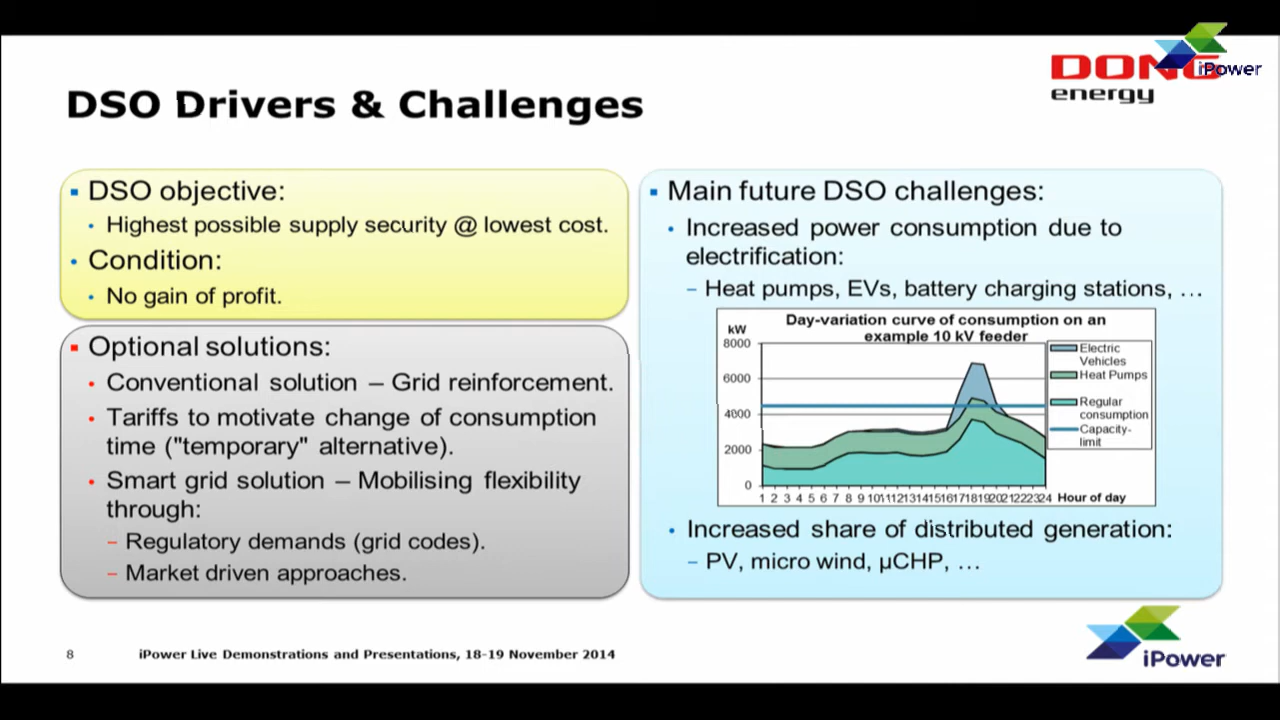 DONG
energy
iPower
DSO Drivers & Challenges
▪ DSO objective:
• Highest possible supply security @ lowest cost.
• Condition:
• No gain of profit.
▪ Optional solutions:
• Conventional solution – Grid reinforcement.
• Tariffs to motivate change of consumption
time ("temporary" alternative).
• Smart grid solution – Mobilising flexibility
through:
– Regulatory demands (grid codes).
– Market driven approaches.
▪ Main future DSO challenges:
• Increased power consumption due to
electrification:
– Heat pumps, EVs, battery charging stations, …
Day-variation curve of consumption on an
example 10 kV feeder
kW
8000
6000
4000
2000
0
1 2 3 4 5 6 7 8 9 10 11 12 13 14 15 16 17 18 19 20 21 22 23 24 Hour of day
Electric
Vehicles
Heat Pumps
Regular
consumption
Capacity-
limit
• Increased share of distributed generation:
– PV, micro wind, µCHP, …
8 iPower Live Demonstrations and Presentations, 18-19 November 2014
iPower